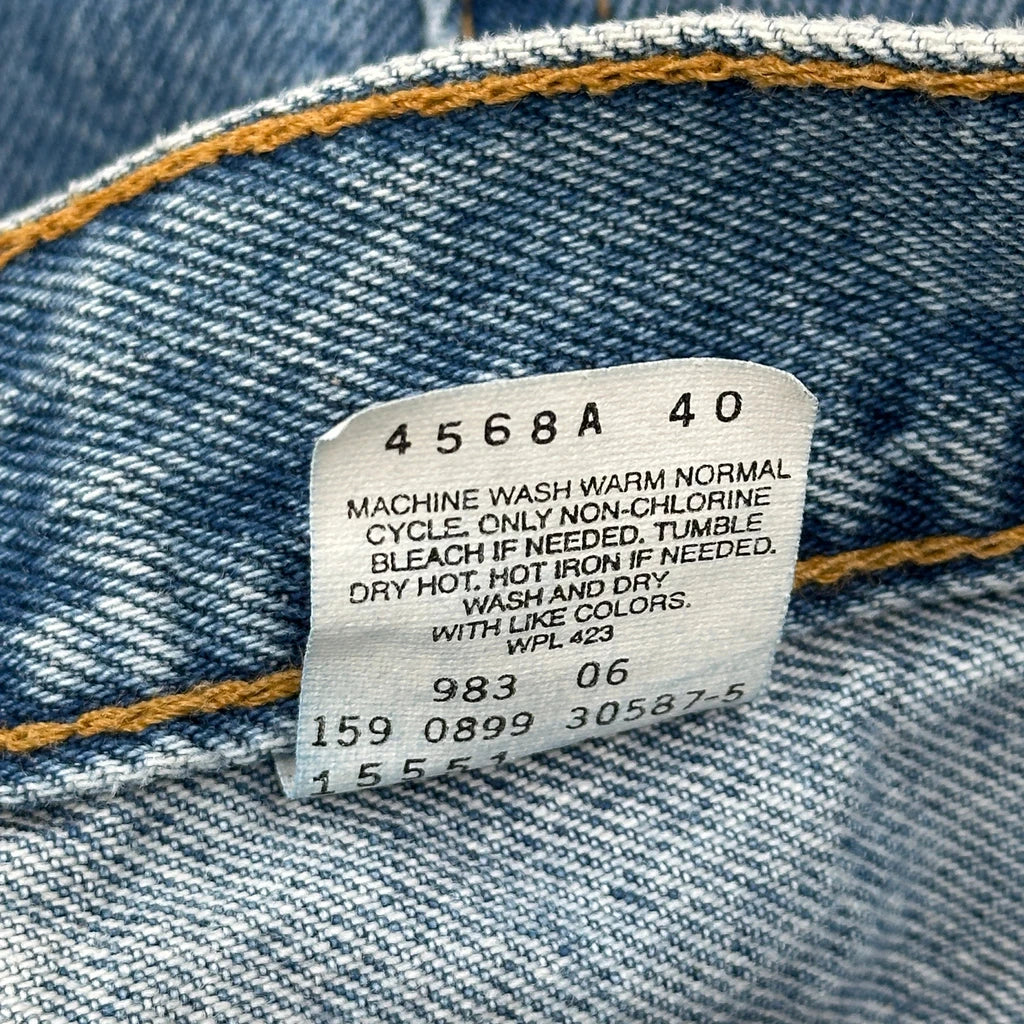 4568A 40
MACHINE WASH WARM NORMAL
CYCLE. ONLY NON-CHLORINE
BLEACH IF NEEDED. TUMBLE
DRY HOT. HOT IRON IF NEEDED.
WASH AND DRY
WITH LIKE COLORS.
WPL 423
983 06
159 0899 30587-5
15551